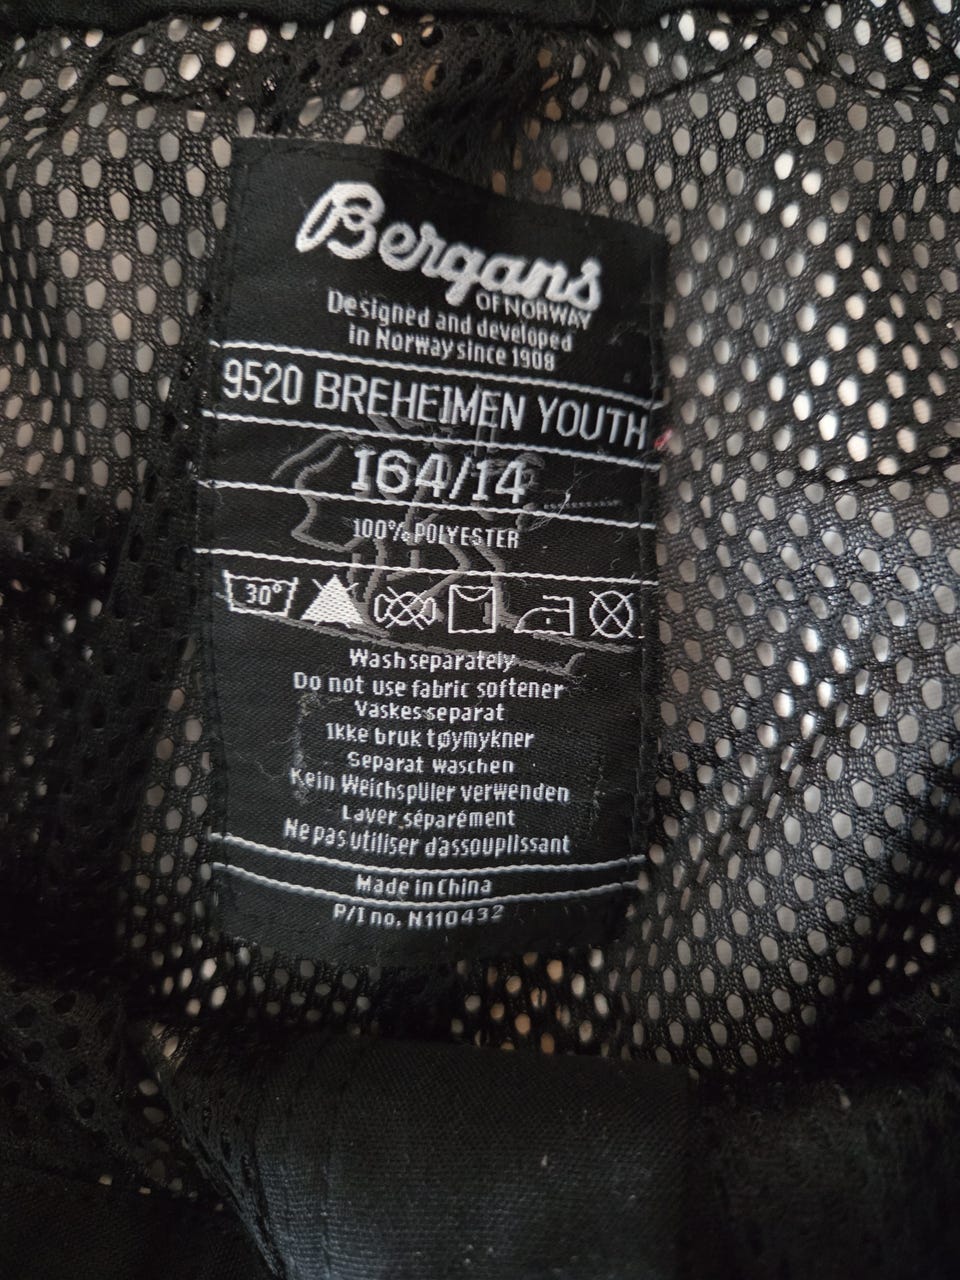 Bergans
OF NORWAY
Designed and developed
in Norway since 1908
9520 BREHEIMEN YOUTH
164/14
100% POLYESTER
30°
Wash separately
Do not use fabric softener
Vaskes separat
Ikke bruk tøymykner
Separat waschen
Kein Weichspüler verwenden
Laver séparément
Ne pas utiliser d'assouplissant
Made in China
P/I no. N110432